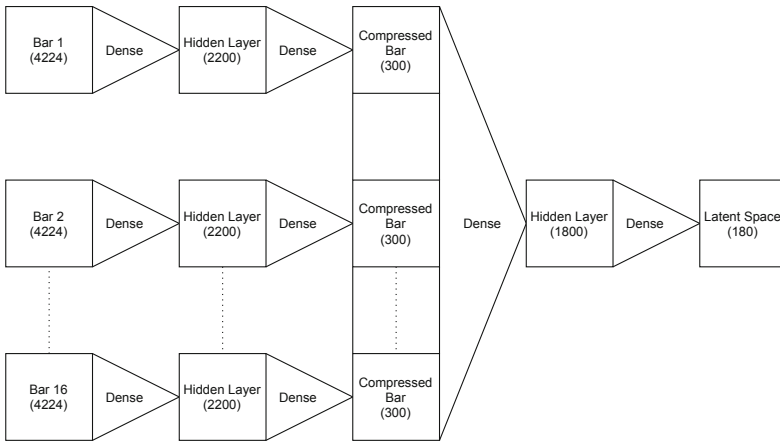 Bar 1
(4224)
Dense
Hidden Layer
(2200)
Dense
Compressed
Bar
(300)
Bar 2
(4224)
Dense
Hidden Layer
(2200)
Dense
Compressed
Bar
(300)
Dense
Hidden Layer
(1800)
Dense
Latent Space
(180)
Bar 16
(4224)
Dense
Hidden Layer
(2200)
Dense
Compressed
Bar
(300)